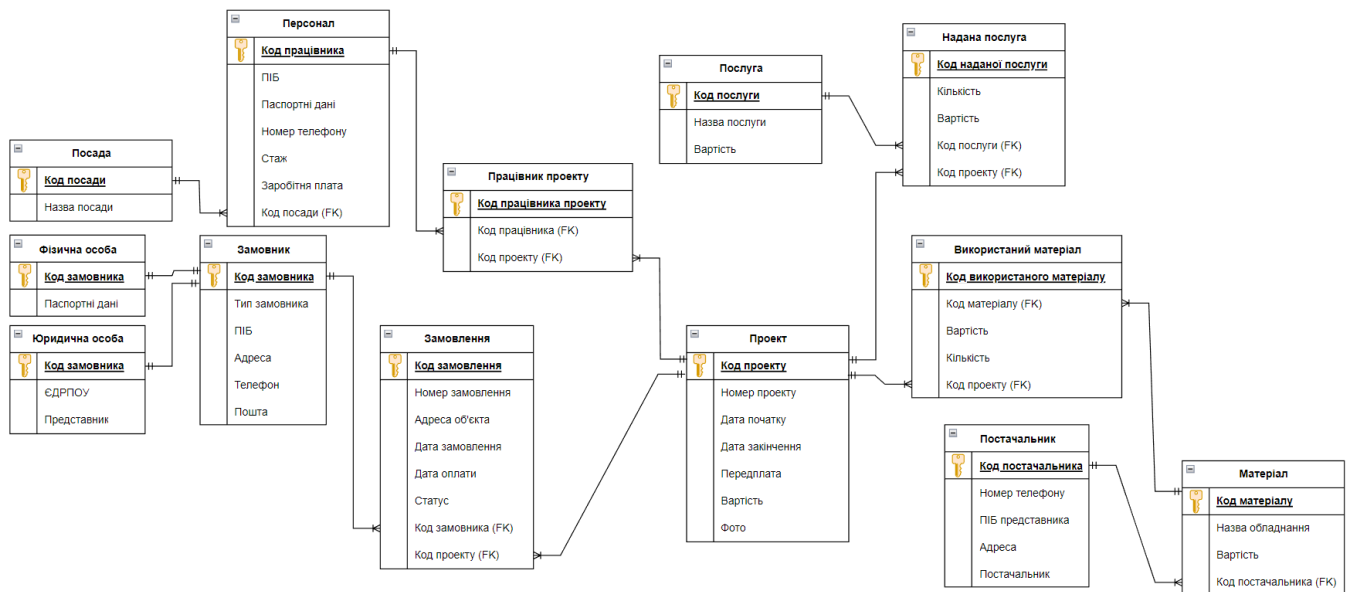 Персонал
Код працівника
ПІБ
Паспортні дані
Номер телефону
Стаж
Заробітня плата
Код посади (FK)
Посада
Код посади
Назва посади
Фізична особа
Код замовника
Паспортні дані
Юридична особа
Код замовника
ЄДРПОУ
Представник
Замовник
Код замовника
Тип замовника
ПІБ
Адреса
Телефон
Пошта
Працівник проекту
Код працівника проекту
Код працівника (FK)
Код проекту (FK)
Замовлення
Код замовлення
Номер замовлення
Адреса об'єкта
Дата замовлення
Дата оплати
Статус
Код замовника (FK)
Код проекту (FK)
Послуга
Код послуги
Назва послуги
Вартість
Надана послуга
Код наданої послуги
Кількість
Вартість
Код послуги (FK)
Код проекту (FK)
Проект
Код проекту
Номер проекту
Дата початку
Дата закінчення
Передплата
Вартість
Фото
Використаний матеріал
Код використаного матеріалу
Код матеріалу (FK)
Вартість
Кількість
Код проекту (FK)
Постачальник
Код постачальника
Номер телефону
ПІБ представника
Адреса
Постачальник
Матеріал
Код матеріалу
Назва обладнання
Вартість
Код постачальника (FK)